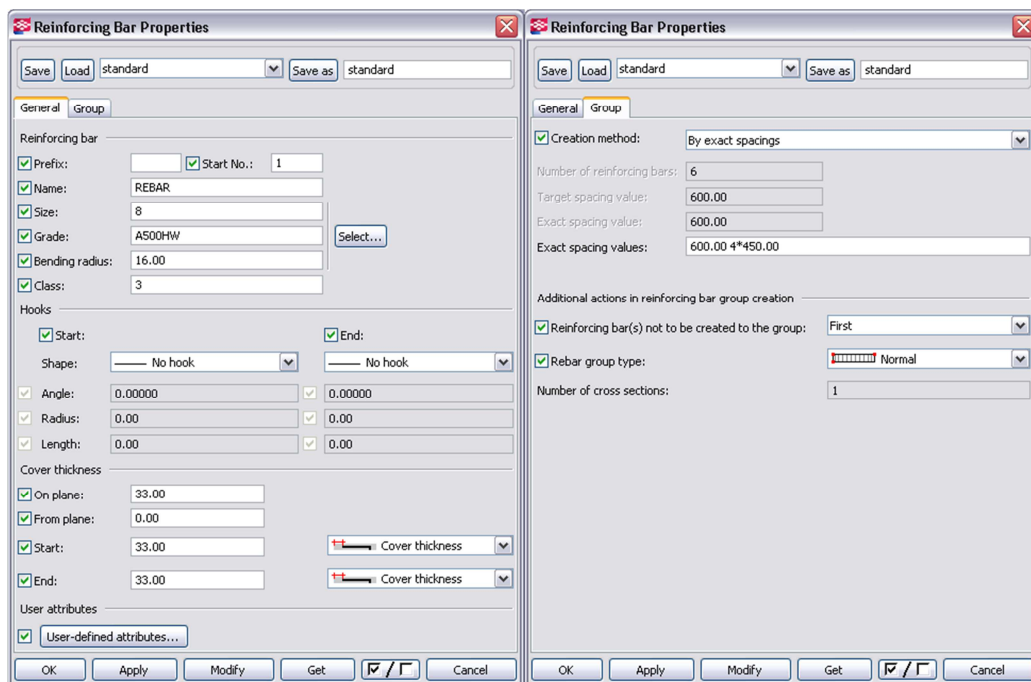 Reinforcing Bar Properties
Save Load standard Save as standard
General Group
Reinforcing bar
Prefix: Start No.: 1
Name: REBAR
Size: 8
Grade: A500HW Select...
Bending radius: 16.00
Class: 3
Hooks
Start: End:
Shape: No hook No hook
Angle: 0.00000 0.00000
Radius: 0.00 0.00
Length: 0.00 0.00
Cover thickness
On plane: 33.00
From plane: 0.00
Start: 33.00 Cover thickness
End: 33.00 Cover thickness
User attributes
User-defined attributes...
OK Apply Modify Get / Cancel
Reinforcing Bar Properties
Save Load standard Save as standard
General Group
Creation method: By exact spacings
Number of reinforcing bars: 6
Target spacing value: 600.00
Exact spacing value: 600.00
Exact spacing values: 600.00 4*450.00
Additional actions in reinforcing bar group creation
Reinforcing bar(s) not to be created to the group: First
Rebar group type: Normal
Number of cross sections: 1
OK Apply Modify Get / Cancel